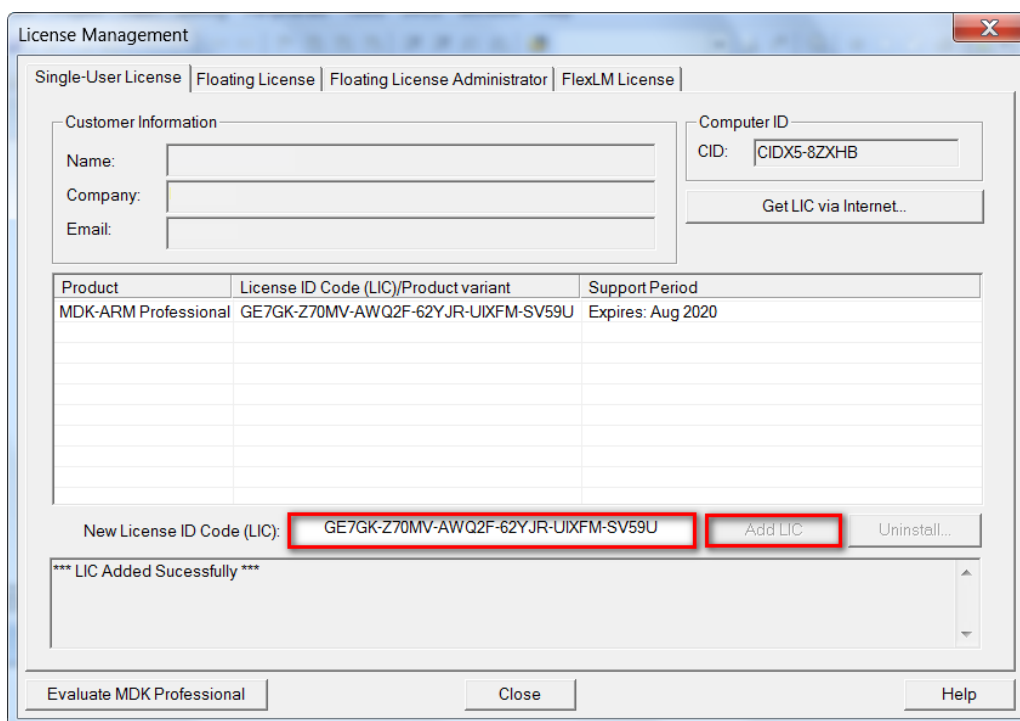 License Management
Single-User License Floating License Floating License Administrator FlexLM License
Customer Information
Name:
Company:
Email:
Computer ID
CID: CIDX5-8ZXHB
Get LIC via Internet...
Product License ID Code (LIC)/Product variant Support Period
MDK-ARM Professional GE7GK-Z70MV-AWQ2F-62YJR-UIXFM-SV59U Expires: Aug 2020
New License ID Code (LIC): GE7GK-Z70MV-AWQ2F-62YJR-UIXFM-SV59U Add LIC Uninstall...
*** LIC Added Sucessfully ***
Evaluate MDK Professional Close Help